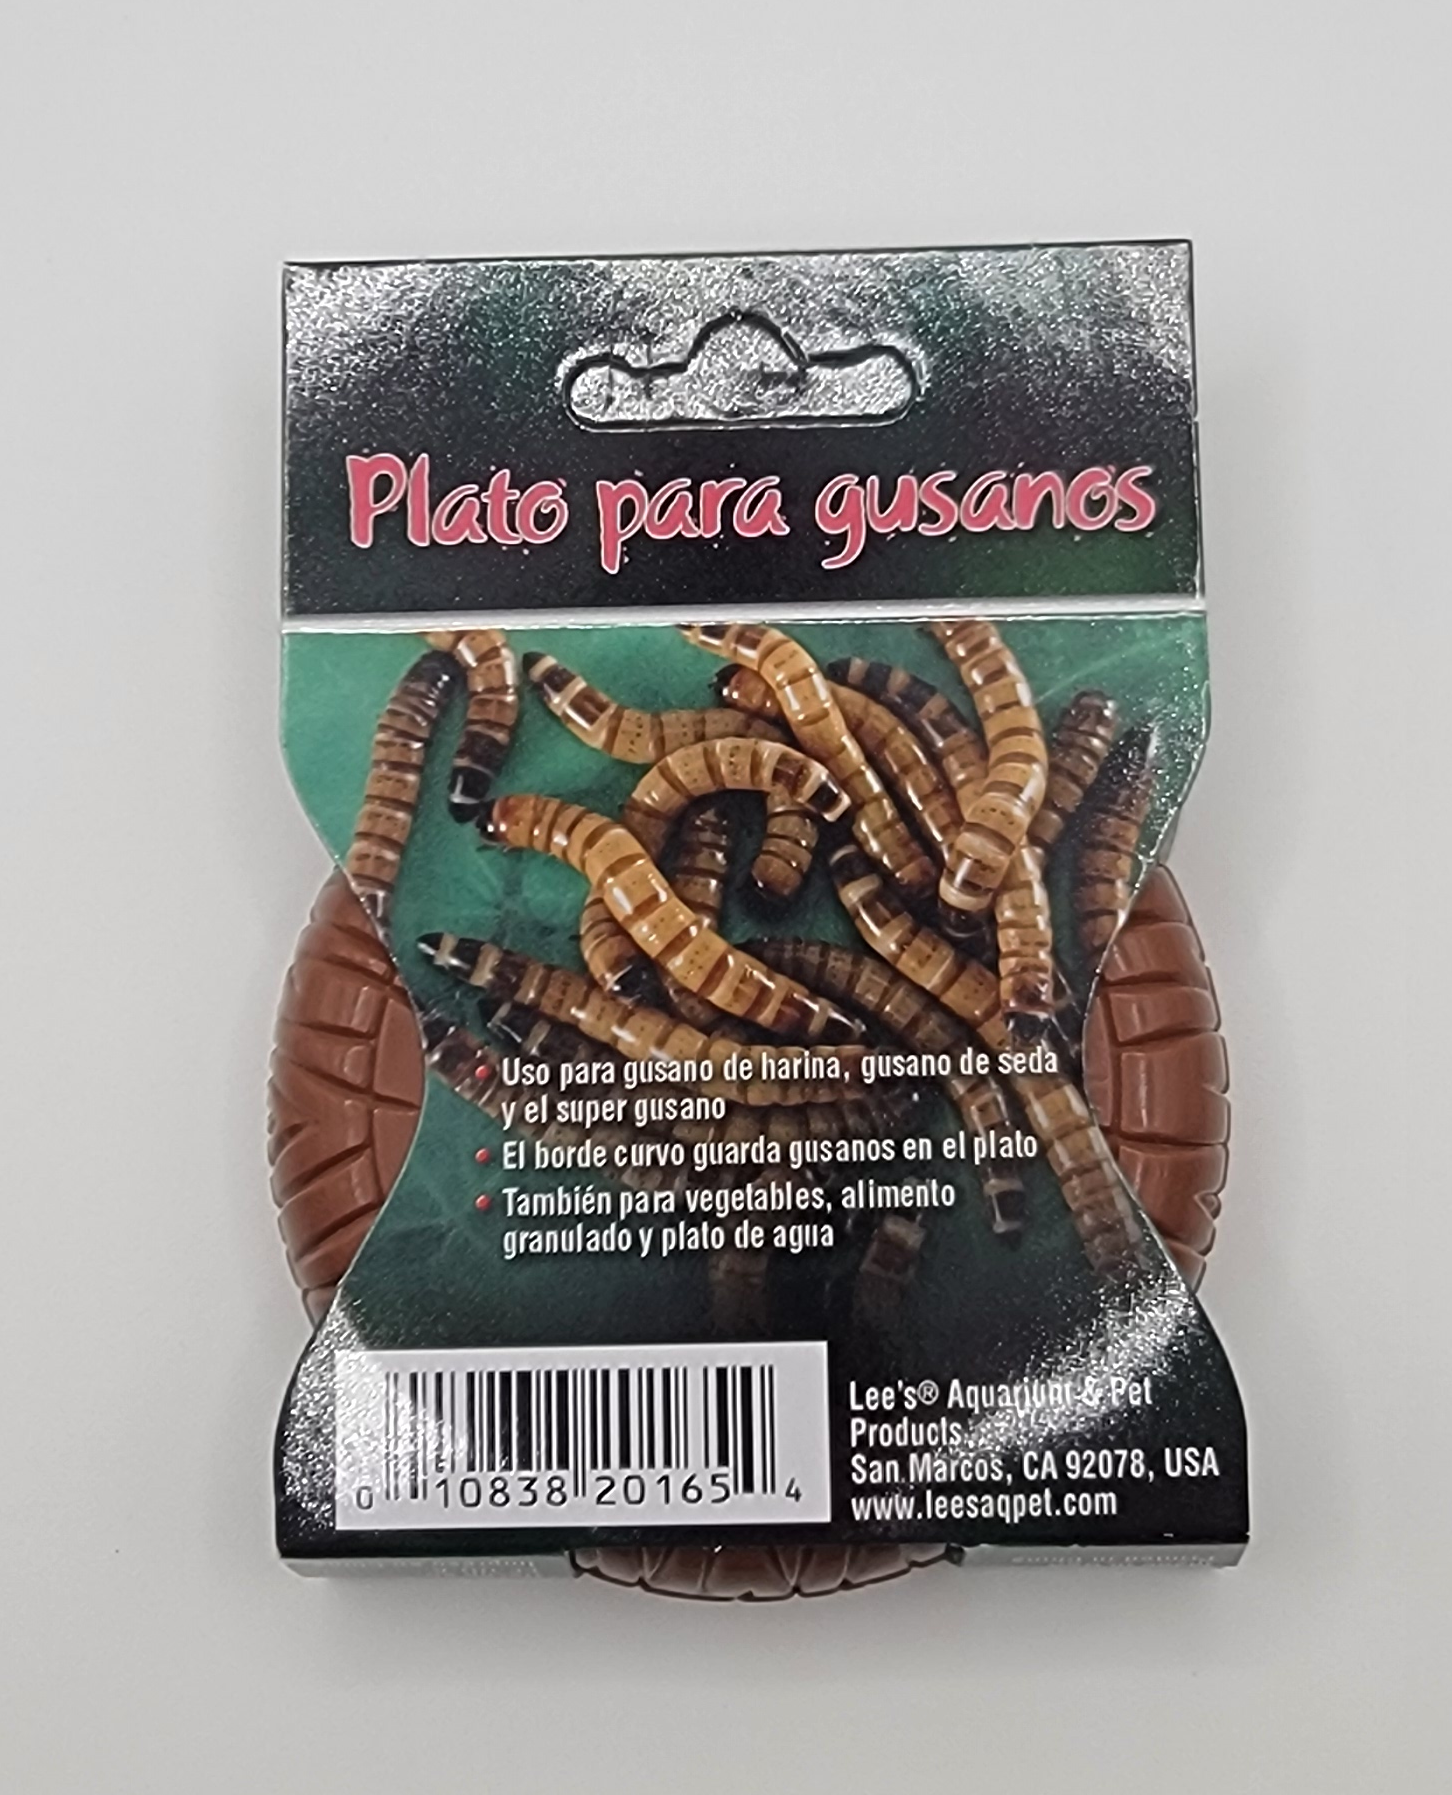 Plato para gusanos
• Uso para gusano de harina, gusano de seda
y el super gusano
• El borde curvo guarda gusanos en el plato
• También para vegetables, alimento
granulado y plato de agua
Lee's® Aquarium & Pet
Products
San Marcos, CA 92078, USA
www.leesaqpet.com
0 10838 20165 4